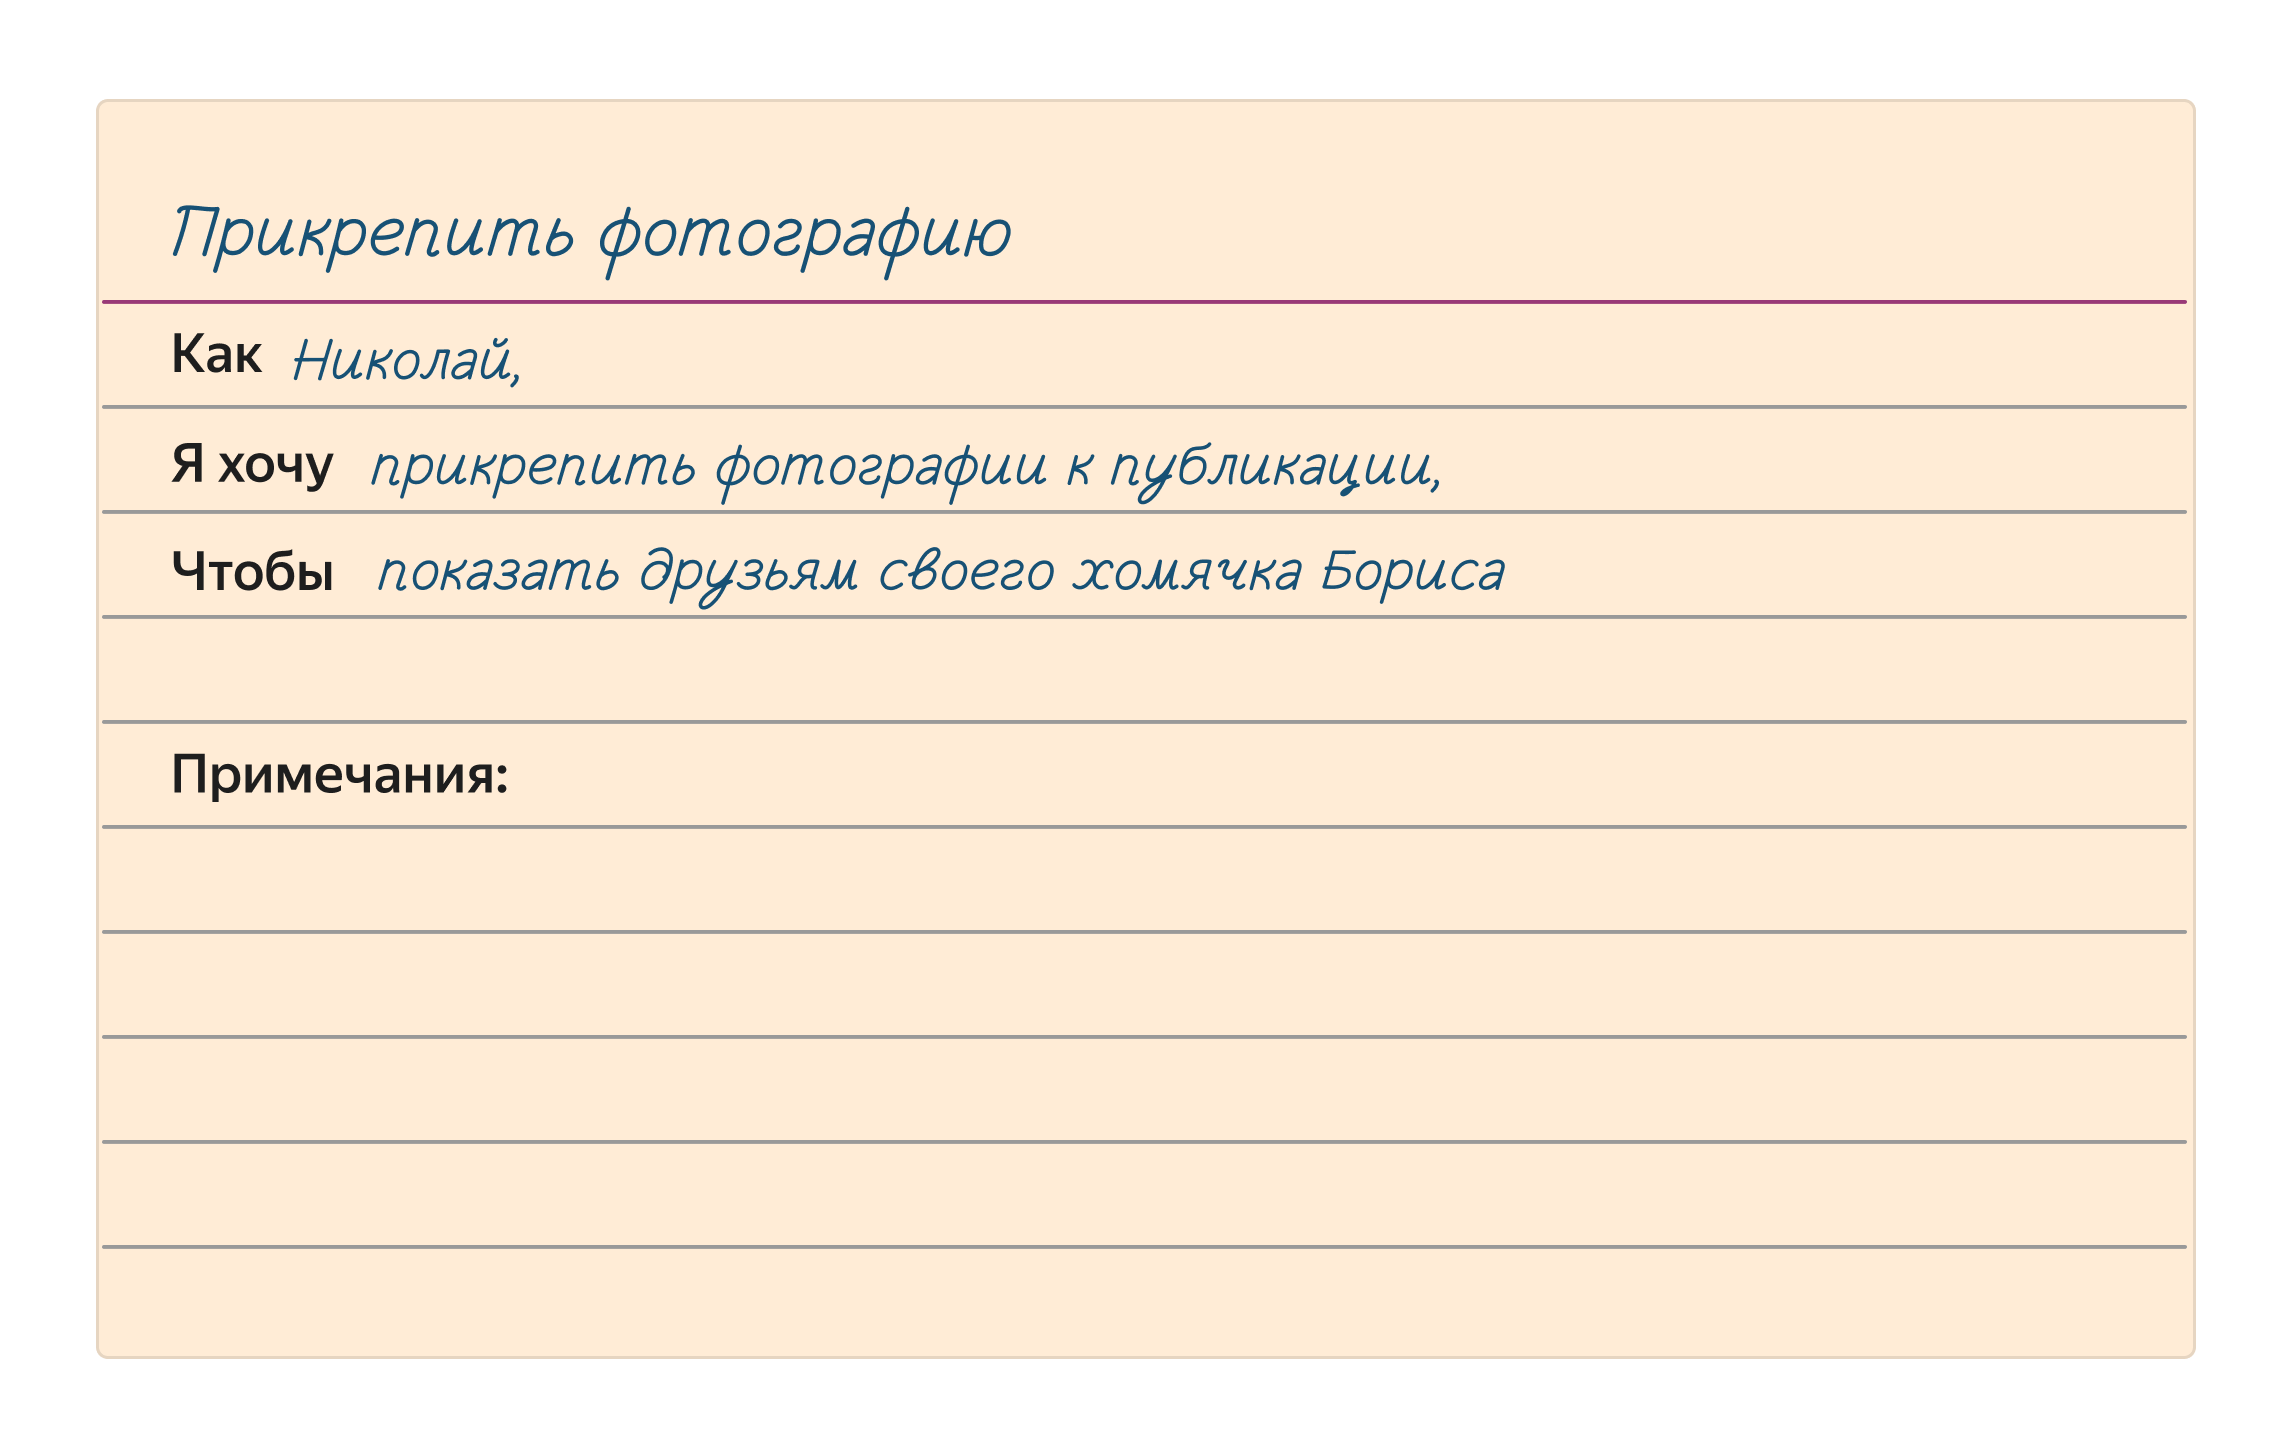 Прикрепить фотографию
Как Николай,
Я хочу прикрепить фотографии к публикации,
Чтобы показать друзьям своего хомячка Бориса
Примечания: